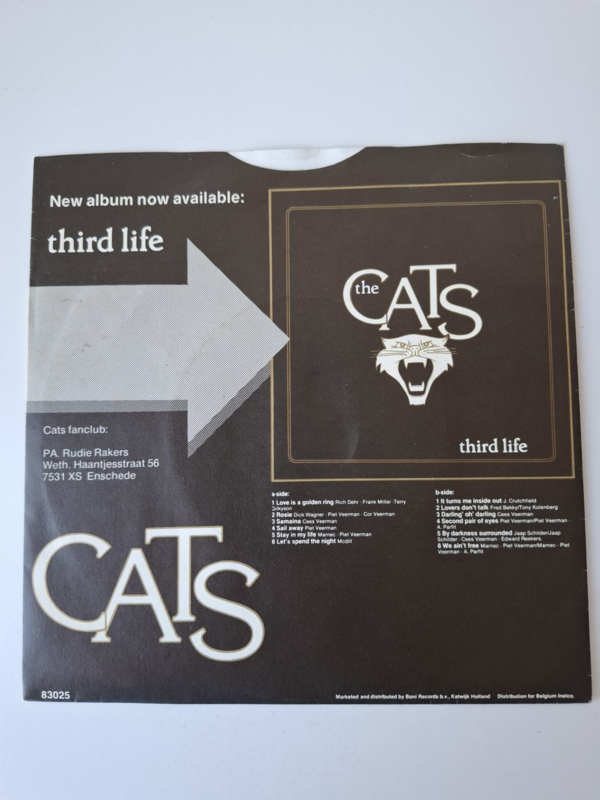 New album now available:
third life
the
CATS
third life
Cats fanclub:
PA. Rudie Rakers
Weth. Haantjesstraat 56
7531 XS Enschede
a-side:
1 Love is a golden ring Rich Dehr · Frank Miller · Terry
Gilkyson
2 Rosie Dick Wagner · Piet Veerman · Cor Veerman
3 Samaina Cees Veerman
4 Sail away Piet Veerman
5 Stay in my life Marnec · Piet Veerman
6 Let's spend the night Mcdill
b-side:
1 It turns me inside out J. Crutchfield
2 Lovers don't talk Fred Bekky/Tony Kolenberg
3 Darling' oh' darling Cees Veerman
4 Second pair of eyes Piet Veerman/Piet Veerman ·
A. Parfit
5 By darkness surrounded Jaap Schilder/Jaap
Schilder · Cees Veerman · Edward Reekers
6 We ain't free Marnec · Piet Veerman/Marnec · Piet
Veerman · A. Parfit
CATS
83025
Marketed and distributed by Boni Records b.v., Katwijk Holland Distribution for Belgium Inelco.